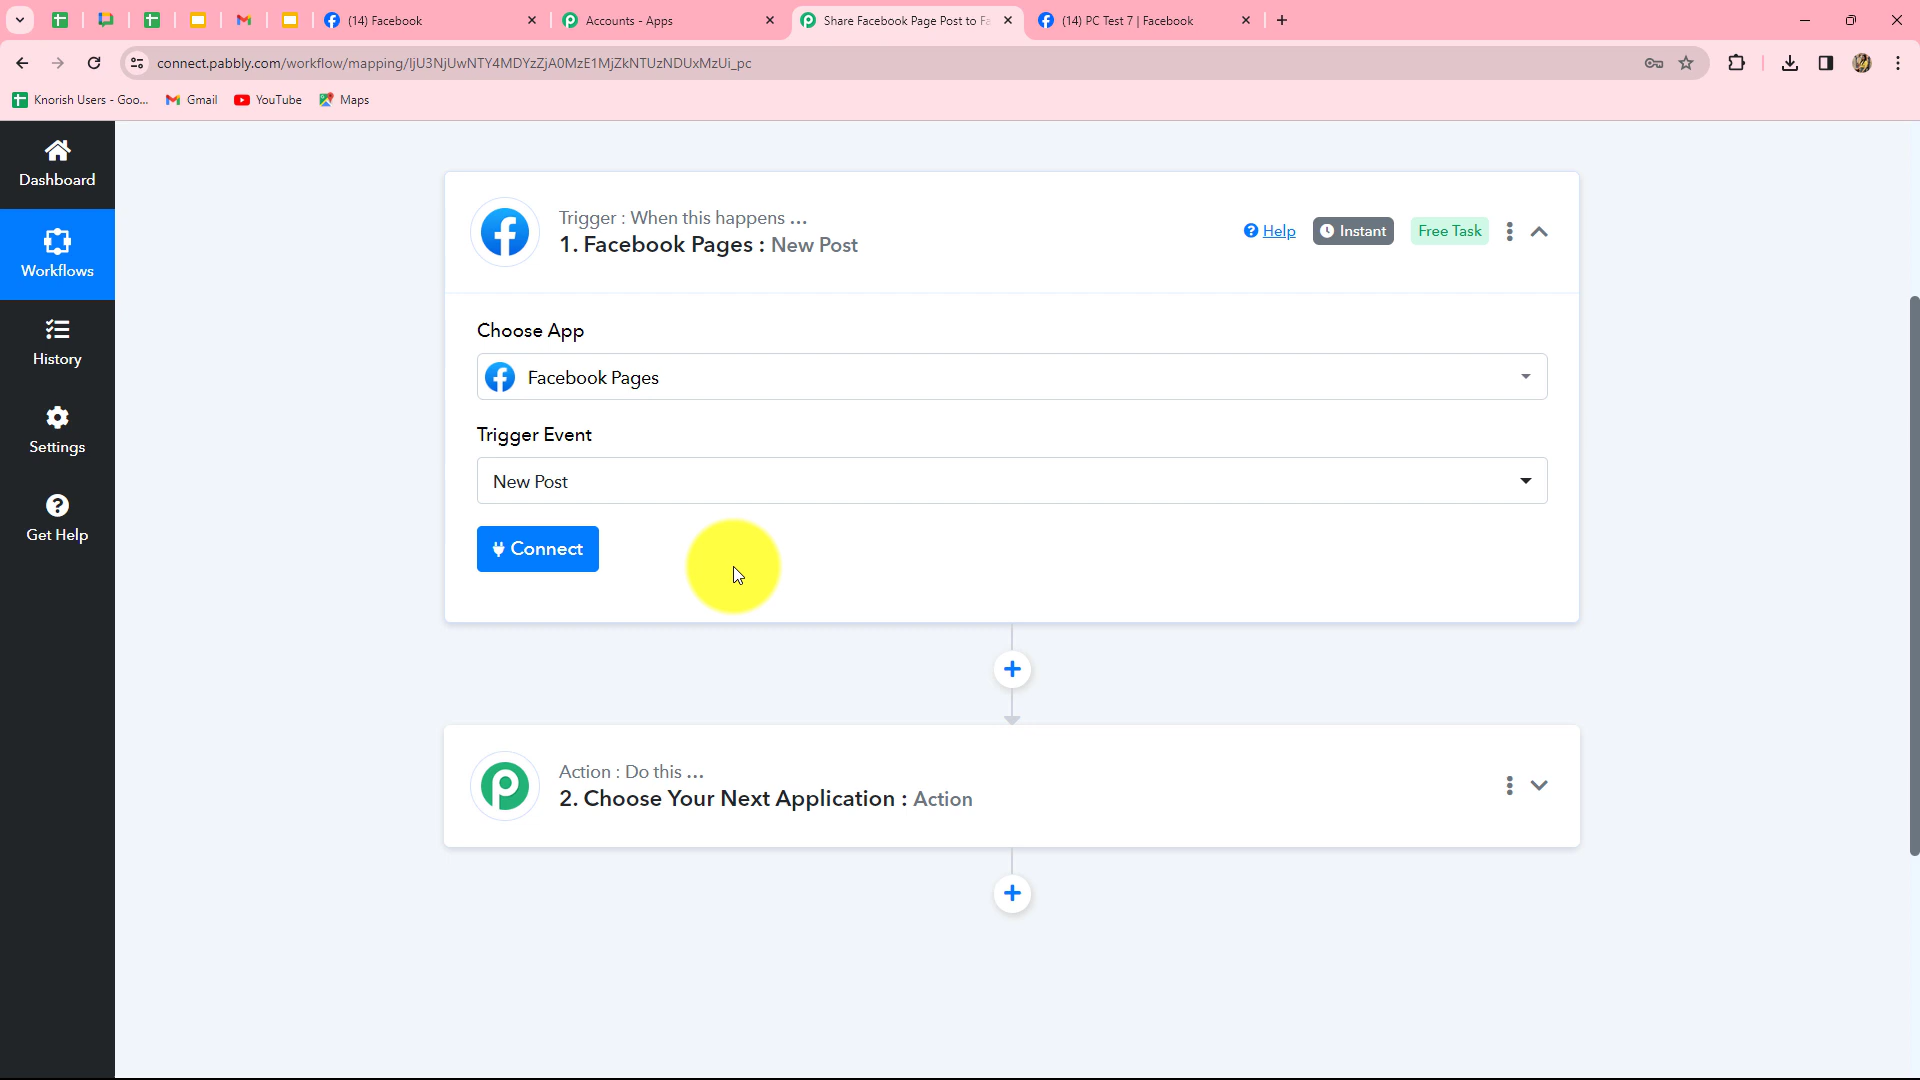 (14) Facebook
Accounts - Apps
Share Facebook Page Post to Fa
(14) PC Test 7 | Facebook
connect.pabbly.com/workflow/mapping/IjU3NjUwNTY4MDYzZjA0MzE1MjZkNTUzNDUxMzUi_pc
Knorish Users - Goo...
Gmail
YouTube
Maps
Dashboard
Workflows
History
Settings
Get Help
Trigger : When this happens ...
1. Facebook Pages : New Post
Help
Instant
Free Task
Choose App
Facebook Pages
Trigger Event
New Post
Connect
Action : Do this ...
2. Choose Your Next Application : Action